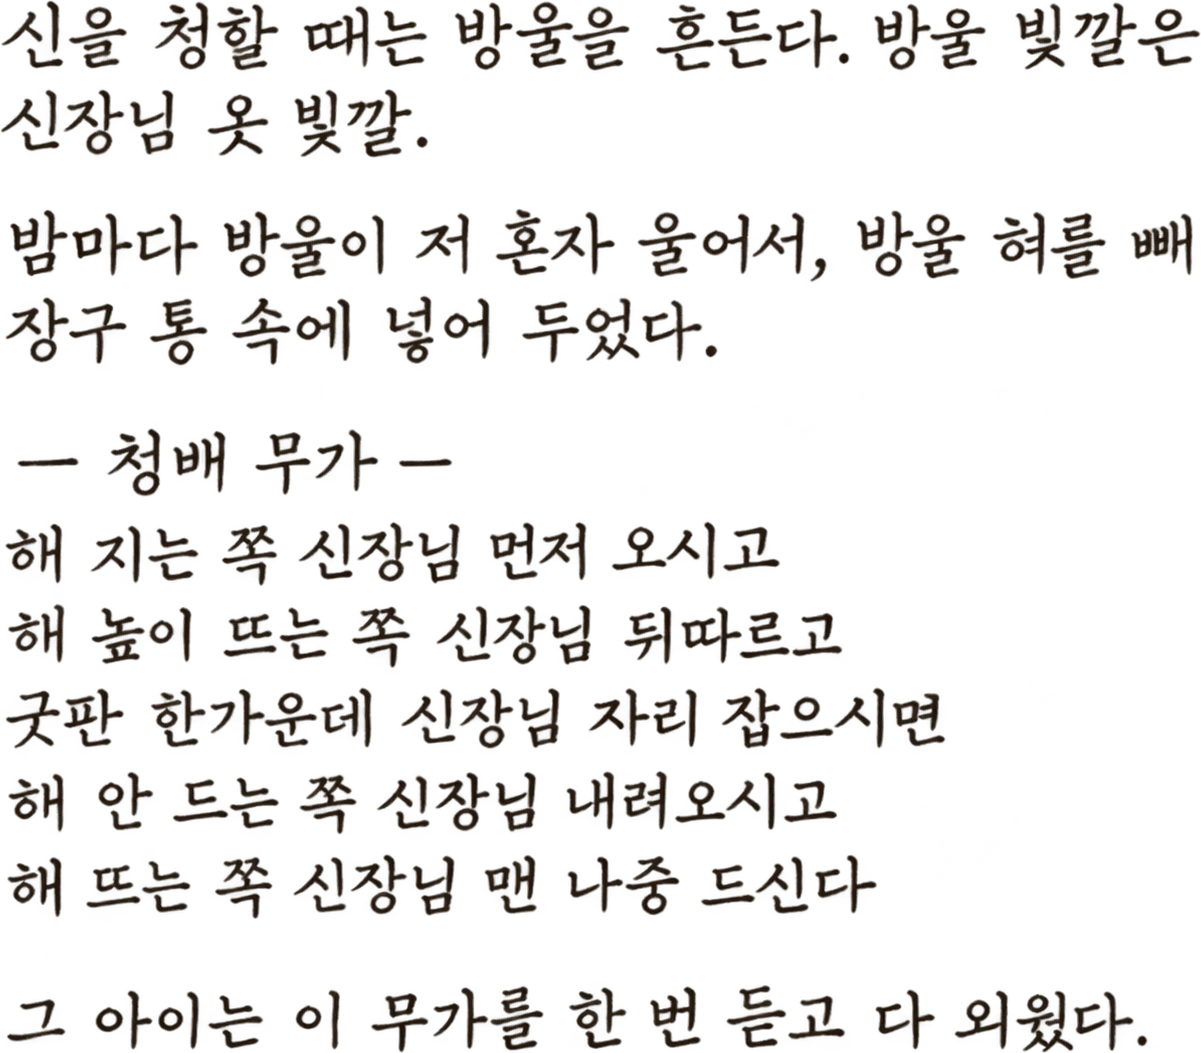 신을 청할 때는 방울을 흔든다. 방울 빛깔은
신장님 옷 빛깔.
밤마다 방울이 저 혼자 울어서, 방울 혀를 빼
장구 통 속에 넣어 두었다.
— 청배 무가 —
해 지는 쪽 신장님 먼저 오시고
해 높이 뜨는 쪽 신장님 뒤따르고
굿판 한가운데 신장님 자리 잡으시면
해 안 드는 쪽 신장님 내려오시고
해 뜨는 쪽 신장님 맨 나중 드신다
그 아이는 이 무가를 한 번 듣고 다 외웠다.